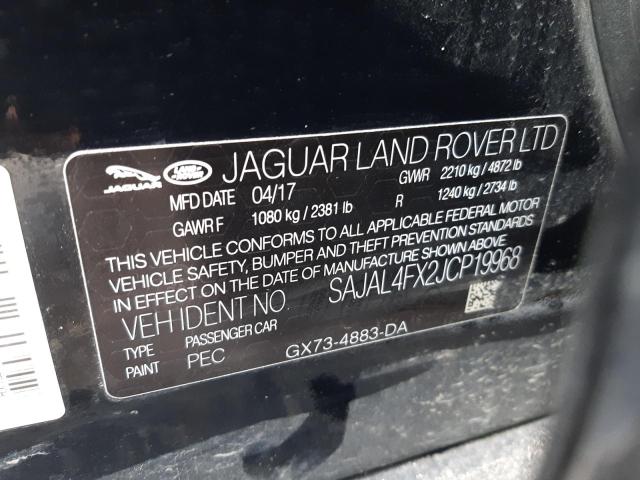 JAGUAR LAND-ROVER JAGUAR LAND ROVER LTD
MFD DATE 04/17 GVWR 2210 kg / 4872 lb
GAWR F 1080 kg / 2381 lb R 1240 kg / 2734 lb
THIS VEHICLE CONFORMS TO ALL APPLICABLE FEDERAL MOTOR
VEHICLE SAFETY, BUMPER AND THEFT PREVENTION STANDARDS
IN EFFECT ON THE DATE OF MANUFACTURE SHOWN ABOVE
VEH IDENT NO SAJAL4FX2JCP19968
TYPE PASSENGER CAR
PAINT PEC GX73-4883-DA